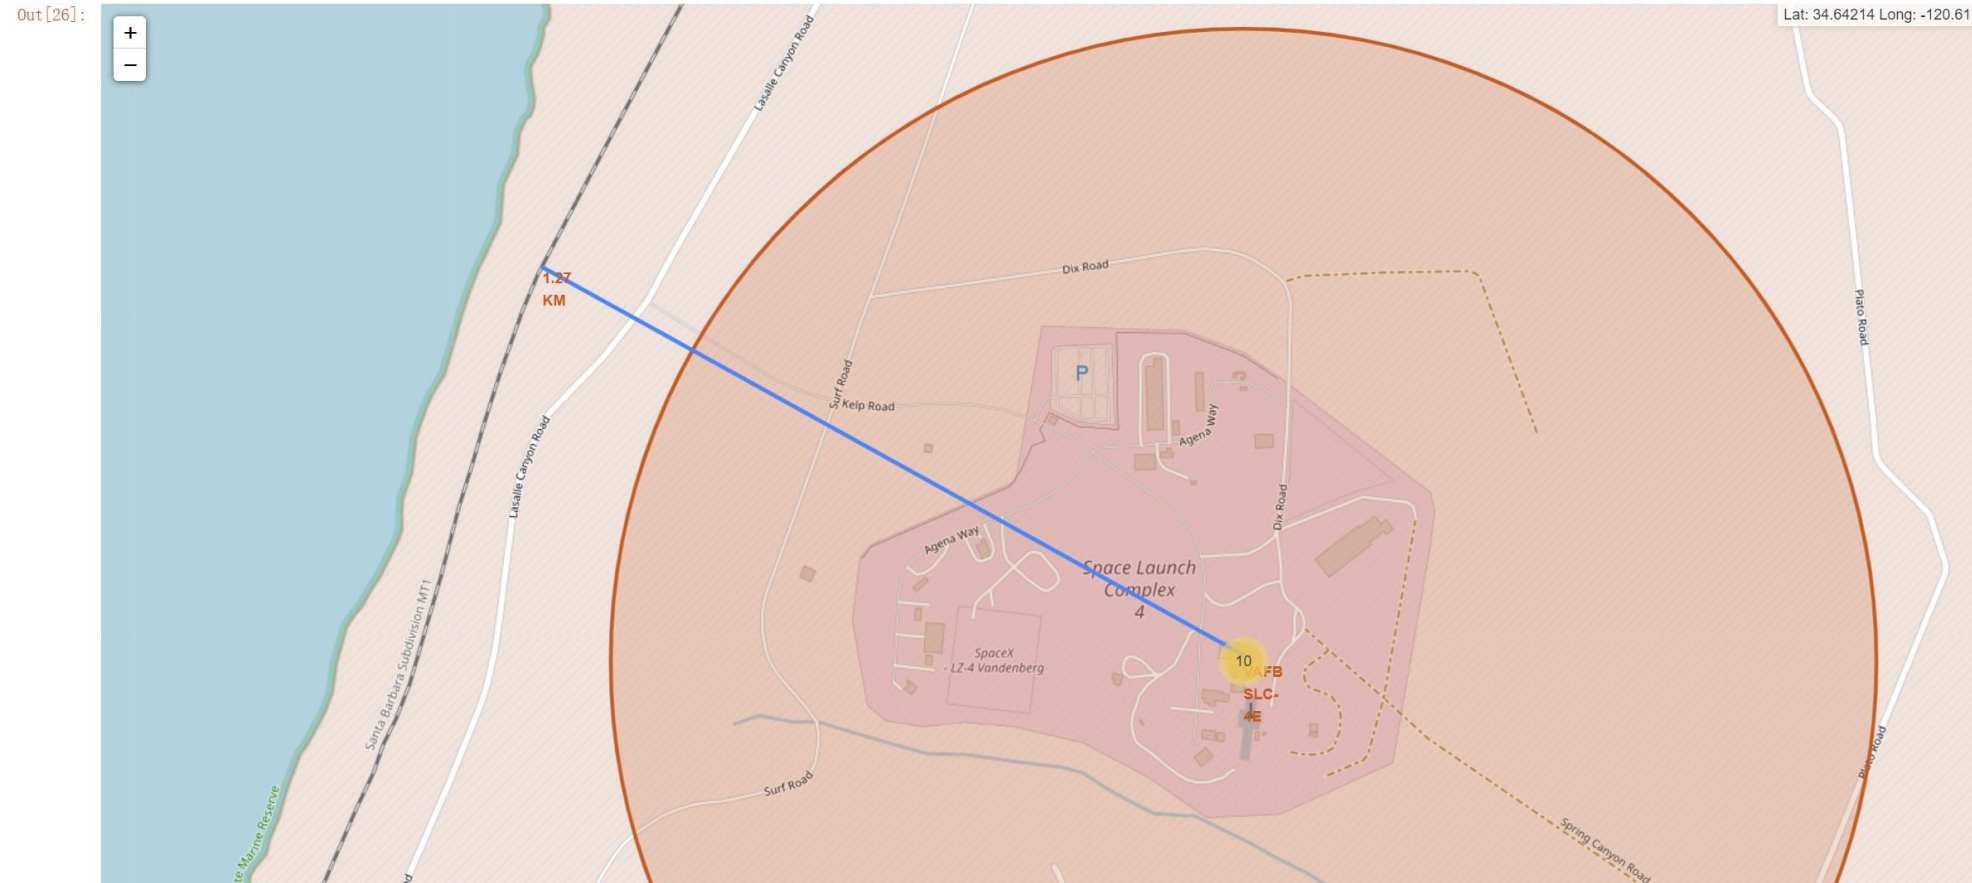 Out[26]:
+
−
Lat: 34.64214 Long: -120.61
Lasalle Canyon Road
1.27
KM
Dix Road
Plato Road
P
Surf Road
Kelp Road
Agena Way
Lasalle Canyon Road
Dix Road
Agena Way
Space Launch
Complex
4
Santa Barbara Subdivision MT1
SpaceX
- LZ-4 Vandenberg
10
VAFB
SLC-
4E
Surf Road
Plato Road
te Marine Reserve
Spring Canyon Road
d